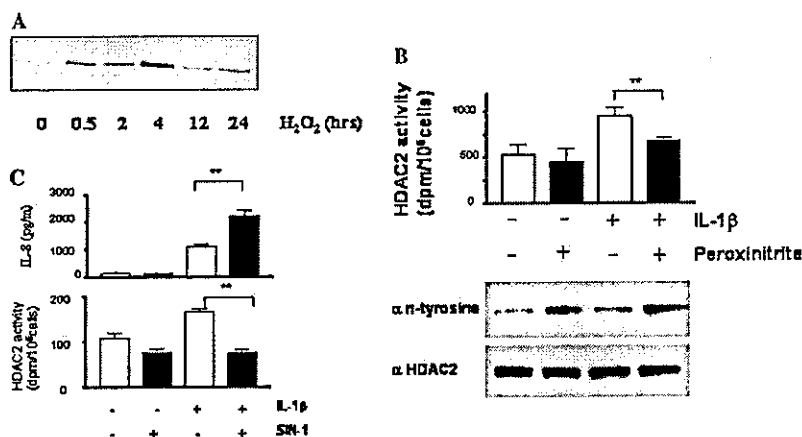 A
0 0.5 2 4 12 24 H₂O₂ (hrs)
B
HDAC2 activity
(dpm/10⁶cells)
1000
500
0
**
- - + + IL-1β
- + - + Peroxinitrite
α n-tyrosine
α HDAC2
C
IL-8 (pg/m)
3000
2000
1000
0
**
HDAC2 activity
(dpm/10⁶cells)
200
100
0
**
- - + + IL-1β
- + - + SIN-1